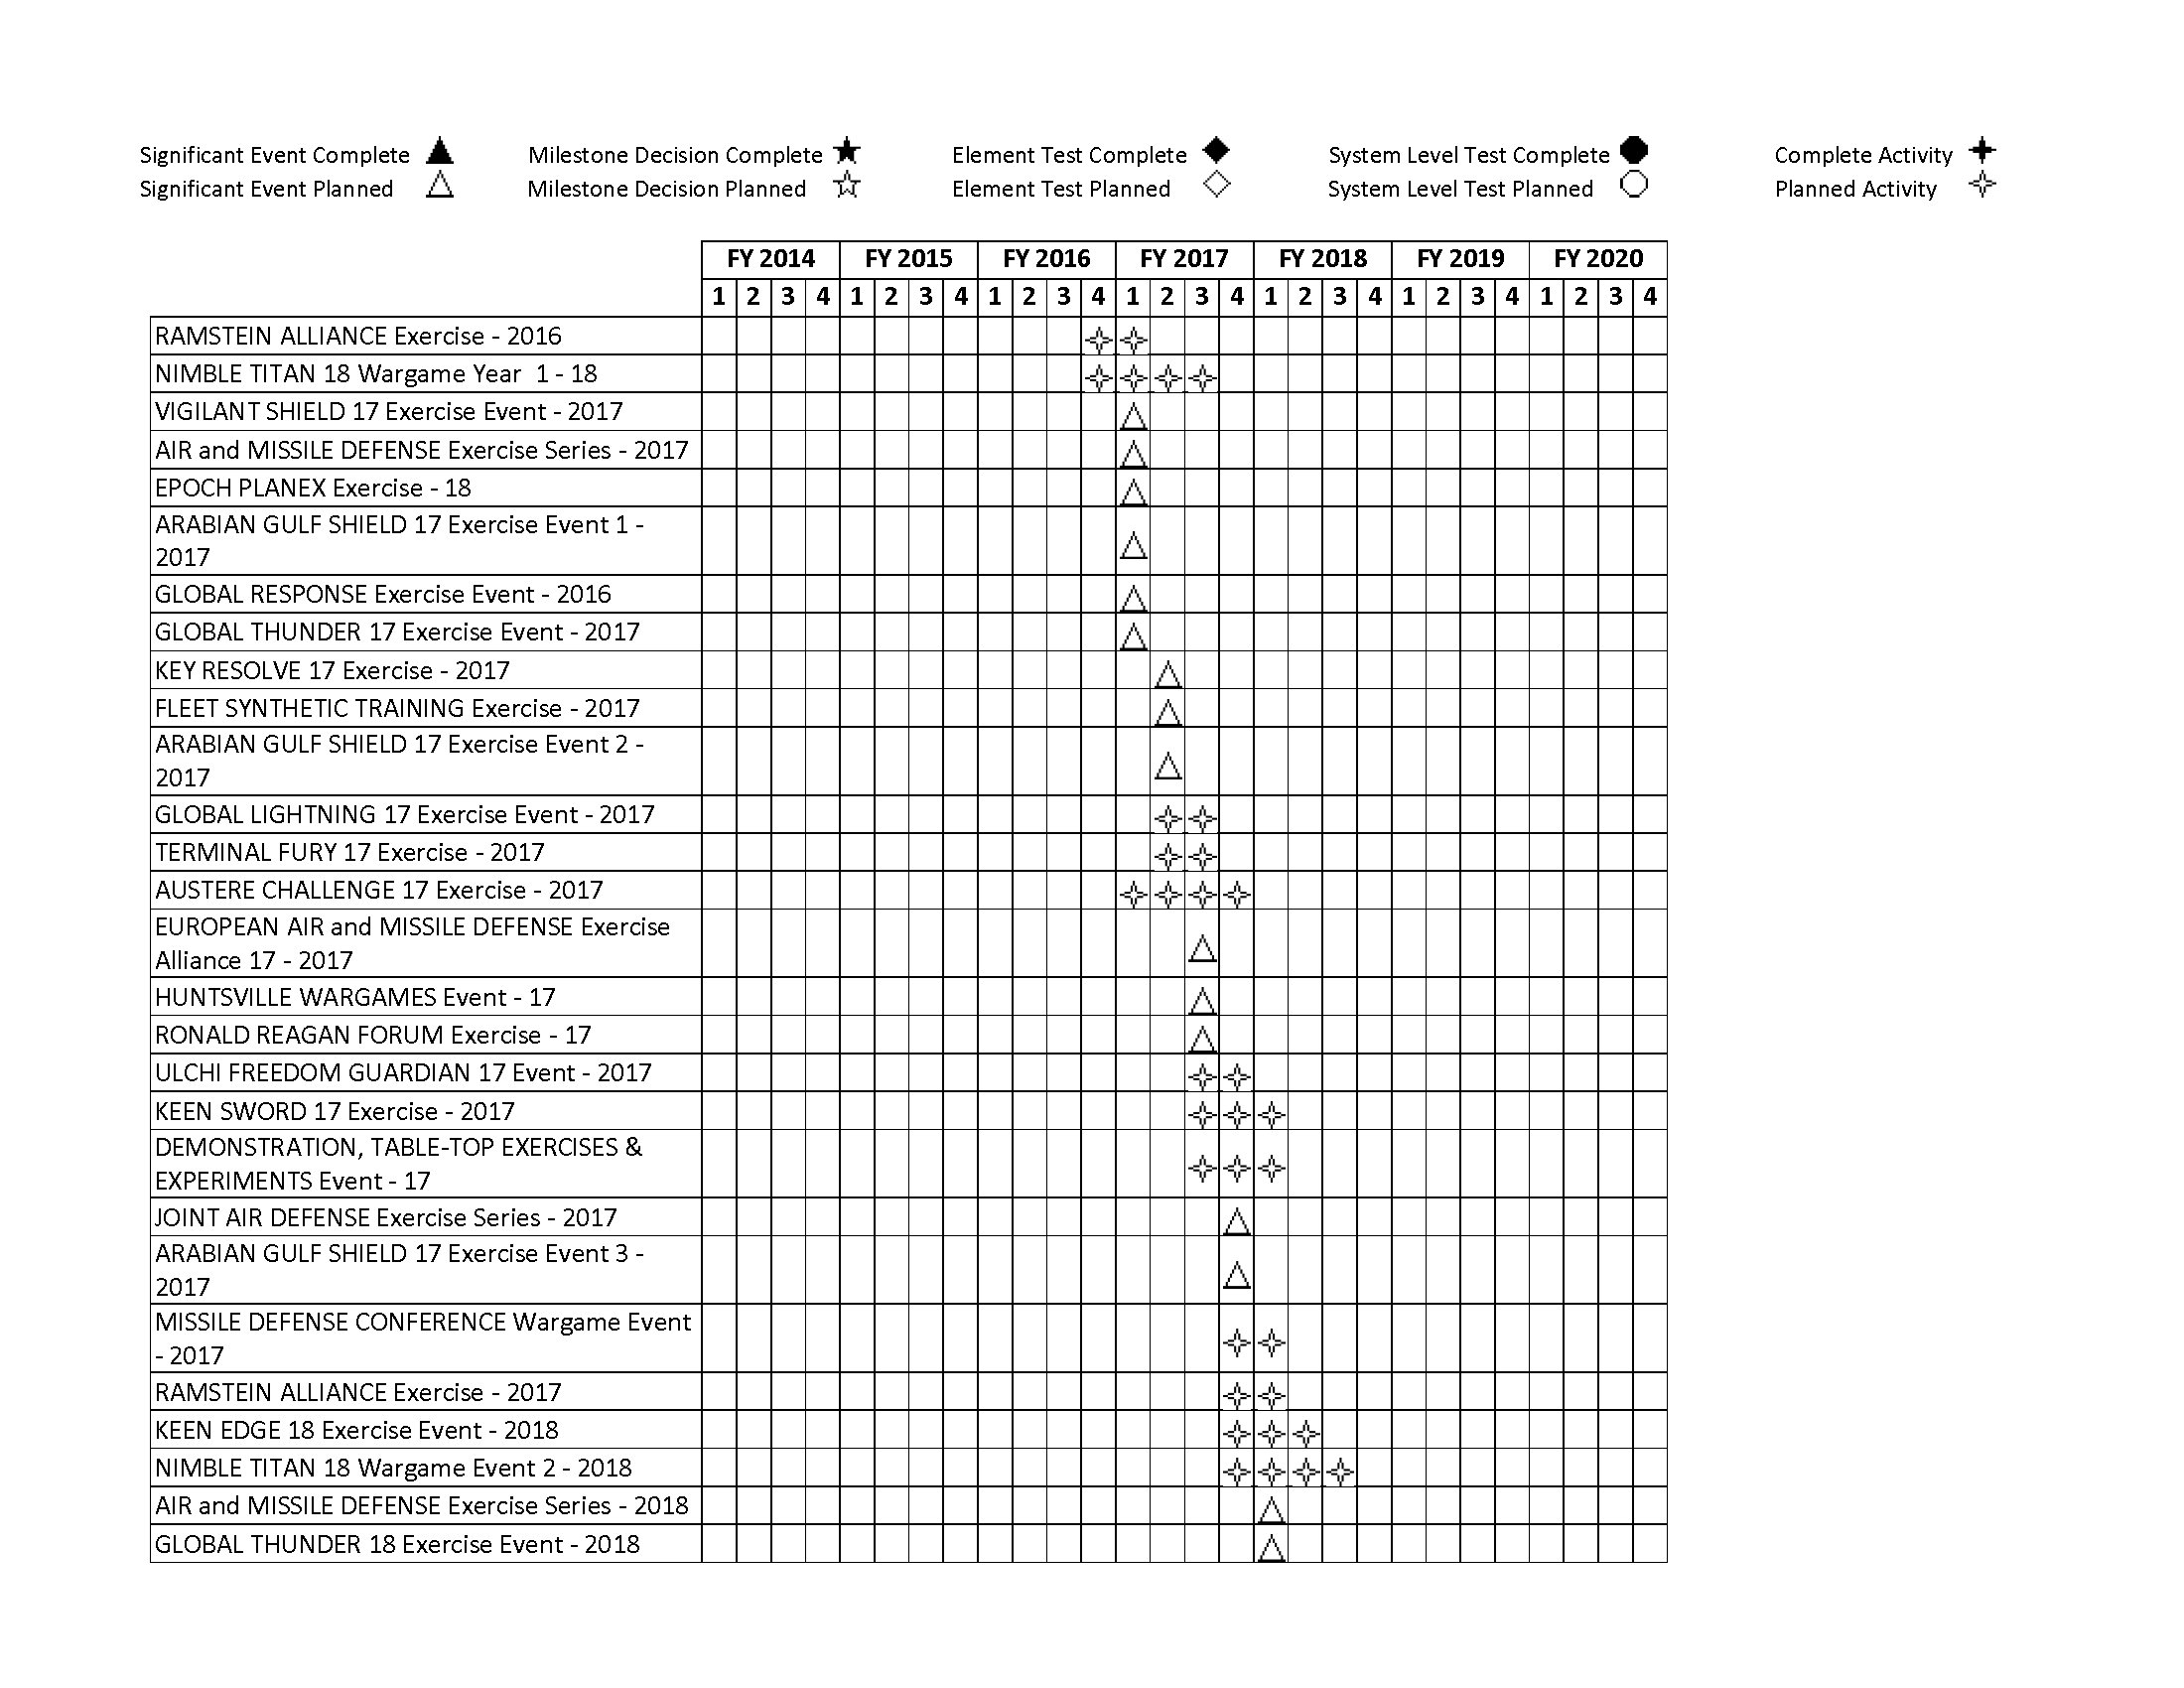 Significant Event Complete Milestone Decision Complete Element Test Complete System Level Test Complete Complete Activity
Significant Event Planned Milestone Decision Planned Element Test Planned System Level Test Planned Planned Activity
FY 2014 FY 2015 FY 2016 FY 2017 FY 2018 FY 2019 FY 2020
1 2 3 4 1 2 3 4 1 2 3 4 1 2 3 4 1 2 3 4 1 2 3 4 1 2 3 4
RAMSTEIN ALLIANCE Exercise - 2016
NIMBLE TITAN 18 Wargame Year 1 - 18
VIGILANT SHIELD 17 Exercise Event - 2017
AIR and MISSILE DEFENSE Exercise Series - 2017
EPOCH PLANEX Exercise - 18
ARABIAN GULF SHIELD 17 Exercise Event 1 -
2017
GLOBAL RESPONSE Exercise Event - 2016
GLOBAL THUNDER 17 Exercise Event - 2017
KEY RESOLVE 17 Exercise - 2017
FLEET SYNTHETIC TRAINING Exercise - 2017
ARABIAN GULF SHIELD 17 Exercise Event 2 -
2017
GLOBAL LIGHTNING 17 Exercise Event - 2017
TERMINAL FURY 17 Exercise - 2017
AUSTERE CHALLENGE 17 Exercise - 2017
EUROPEAN AIR and MISSILE DEFENSE Exercise
Alliance 17 - 2017
HUNTSVILLE WARGAMES Event - 17
RONALD REAGAN FORUM Exercise - 17
ULCHI FREEDOM GUARDIAN 17 Event - 2017
KEEN SWORD 17 Exercise - 2017
DEMONSTRATION, TABLE-TOP EXERCISES &
EXPERIMENTS Event - 17
JOINT AIR DEFENSE Exercise Series - 2017
ARABIAN GULF SHIELD 17 Exercise Event 3 -
2017
MISSILE DEFENSE CONFERENCE Wargame Event
- 2017
RAMSTEIN ALLIANCE Exercise - 2017
KEEN EDGE 18 Exercise Event - 2018
NIMBLE TITAN 18 Wargame Event 2 - 2018
AIR and MISSILE DEFENSE Exercise Series - 2018
GLOBAL THUNDER 18 Exercise Event - 2018